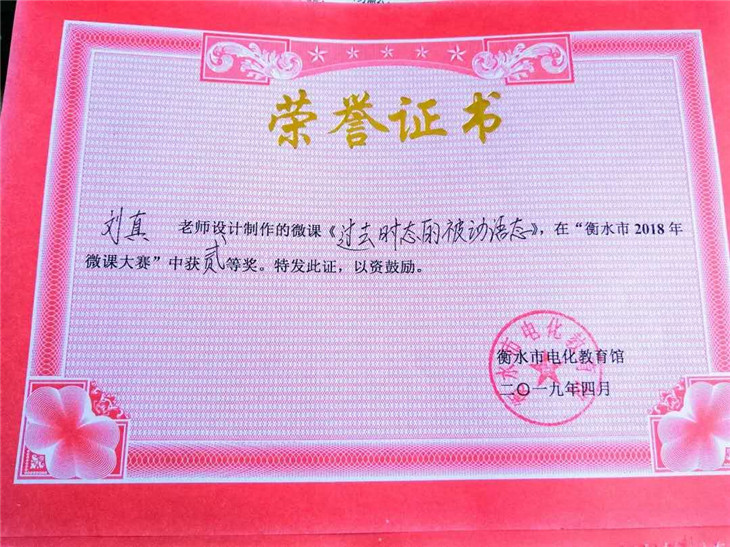 荣誉证书
刘真 老师设计制作的微课《过去时态的被动语态》，在“衡水市2018年
微课大赛”中获贰等奖。特发此证，以资鼓励。
衡水市电化教育馆
二〇一九年四月